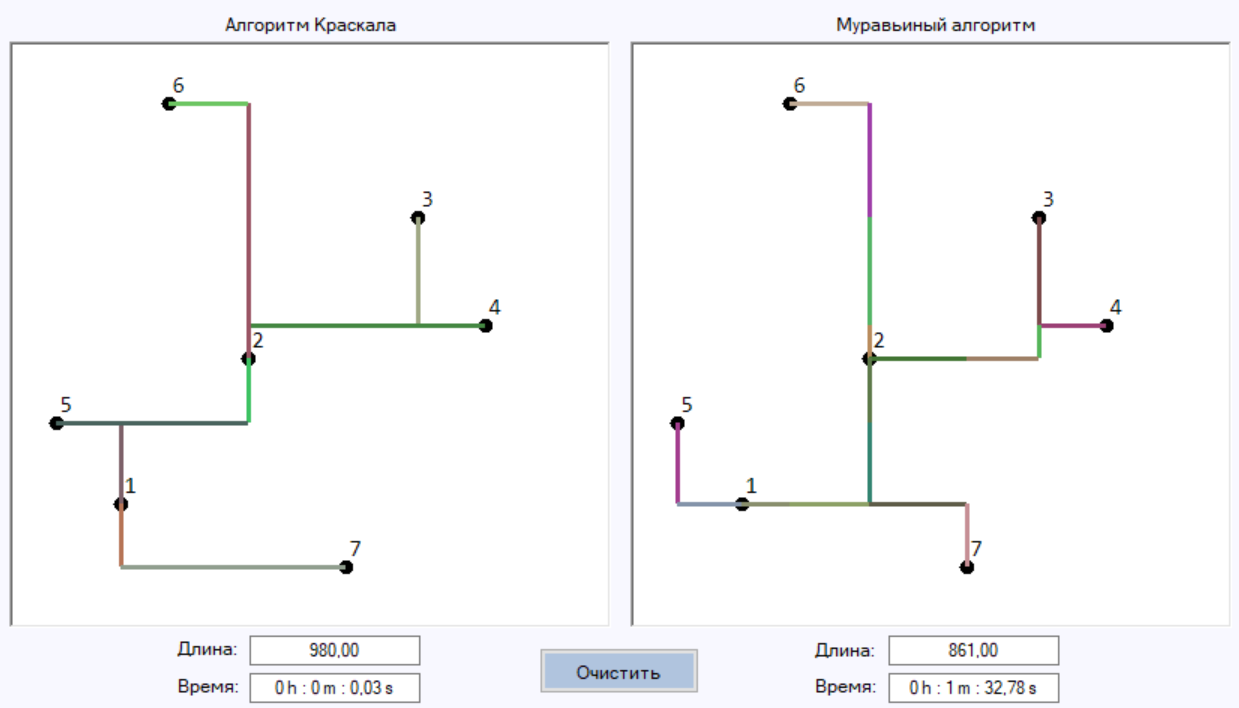 Алгоритм Краскала
6
3
4
2
5
1
7
Длина: 980,00
Время: 0 h : 0 m : 0,03 s
Очистить
Муравьиный алгоритм
6
3
4
2
5
1
7
Длина: 861,00
Время: 0 h : 1 m : 32,78 s